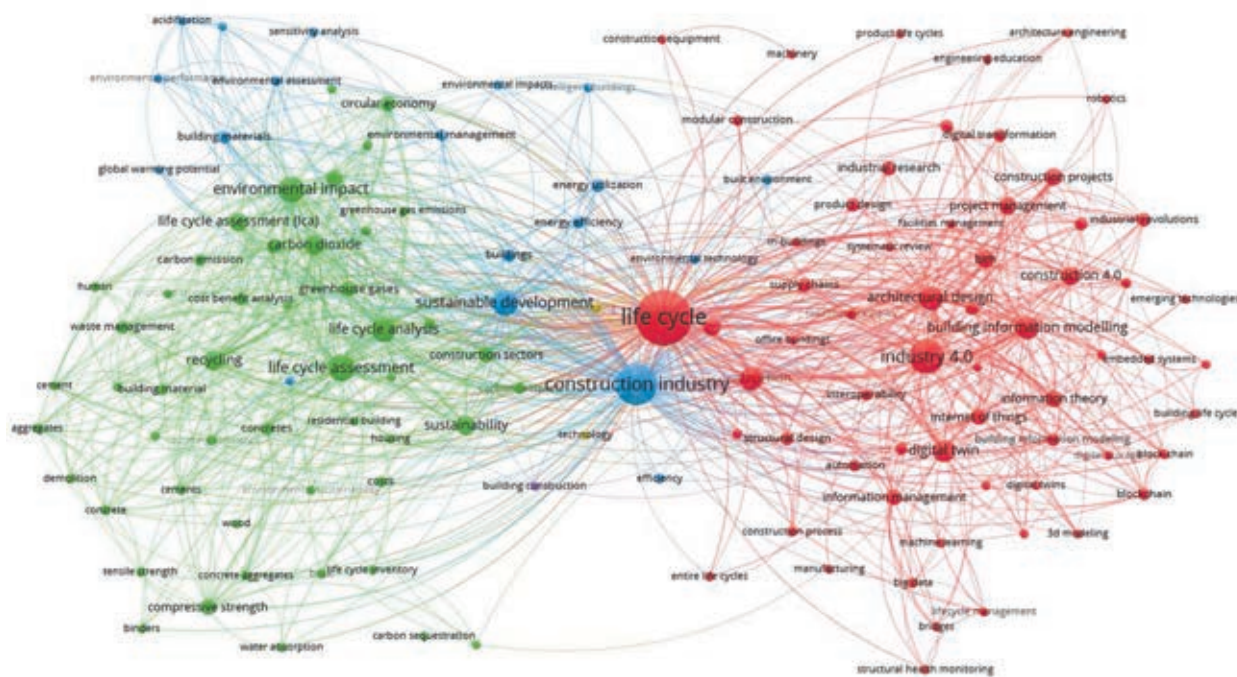 acidification
sensitivity analysis
construction equipment
product life cycles
architecture engineering
machinery
engineering education
environmental assessment
environmental impacts
robotics
circular economy
modular construction
digital transformation
building materials
environmental management
industrial research
global warming potential
energy utilization
built environment
construction projects
environmental impact
greenhouse gas emissions
product design
project management
life cycle assessment (lca)
energy efficiency
facilities management
industrial revolutions
carbon dioxide
in-buildings
systematic review
carbon emission
buildings
environmental technology
bim
construction 4.0
human
cost benefit analysis
greenhouse gases
supply chains
sustainable development
architectural design
emerging technologies
waste management
life cycle analysis
life cycle
building information modelling
office buildings
recycling
life cycle assessment
construction sectors
industry 4.0
embedded systems
cement
building material
construction industry
interoperability
information theory
aggregates
concretes
residential building
sustainability
internet of things
building life cycle
housing
technology
structural design
building information modeling
digital twin
blockchain
demolition
cements
costs
building construction
efficiency
automation
digital twins
blockchain
concrete
wood
information management
construction process
machine learning
3d modeling
tensile strength
concrete aggregates
life cycle inventory
entire life cycles
manufacturing
big data
compressive strength
lifecycle management
binders
water absorption
carbon sequestration
bridges
structural health monitoring